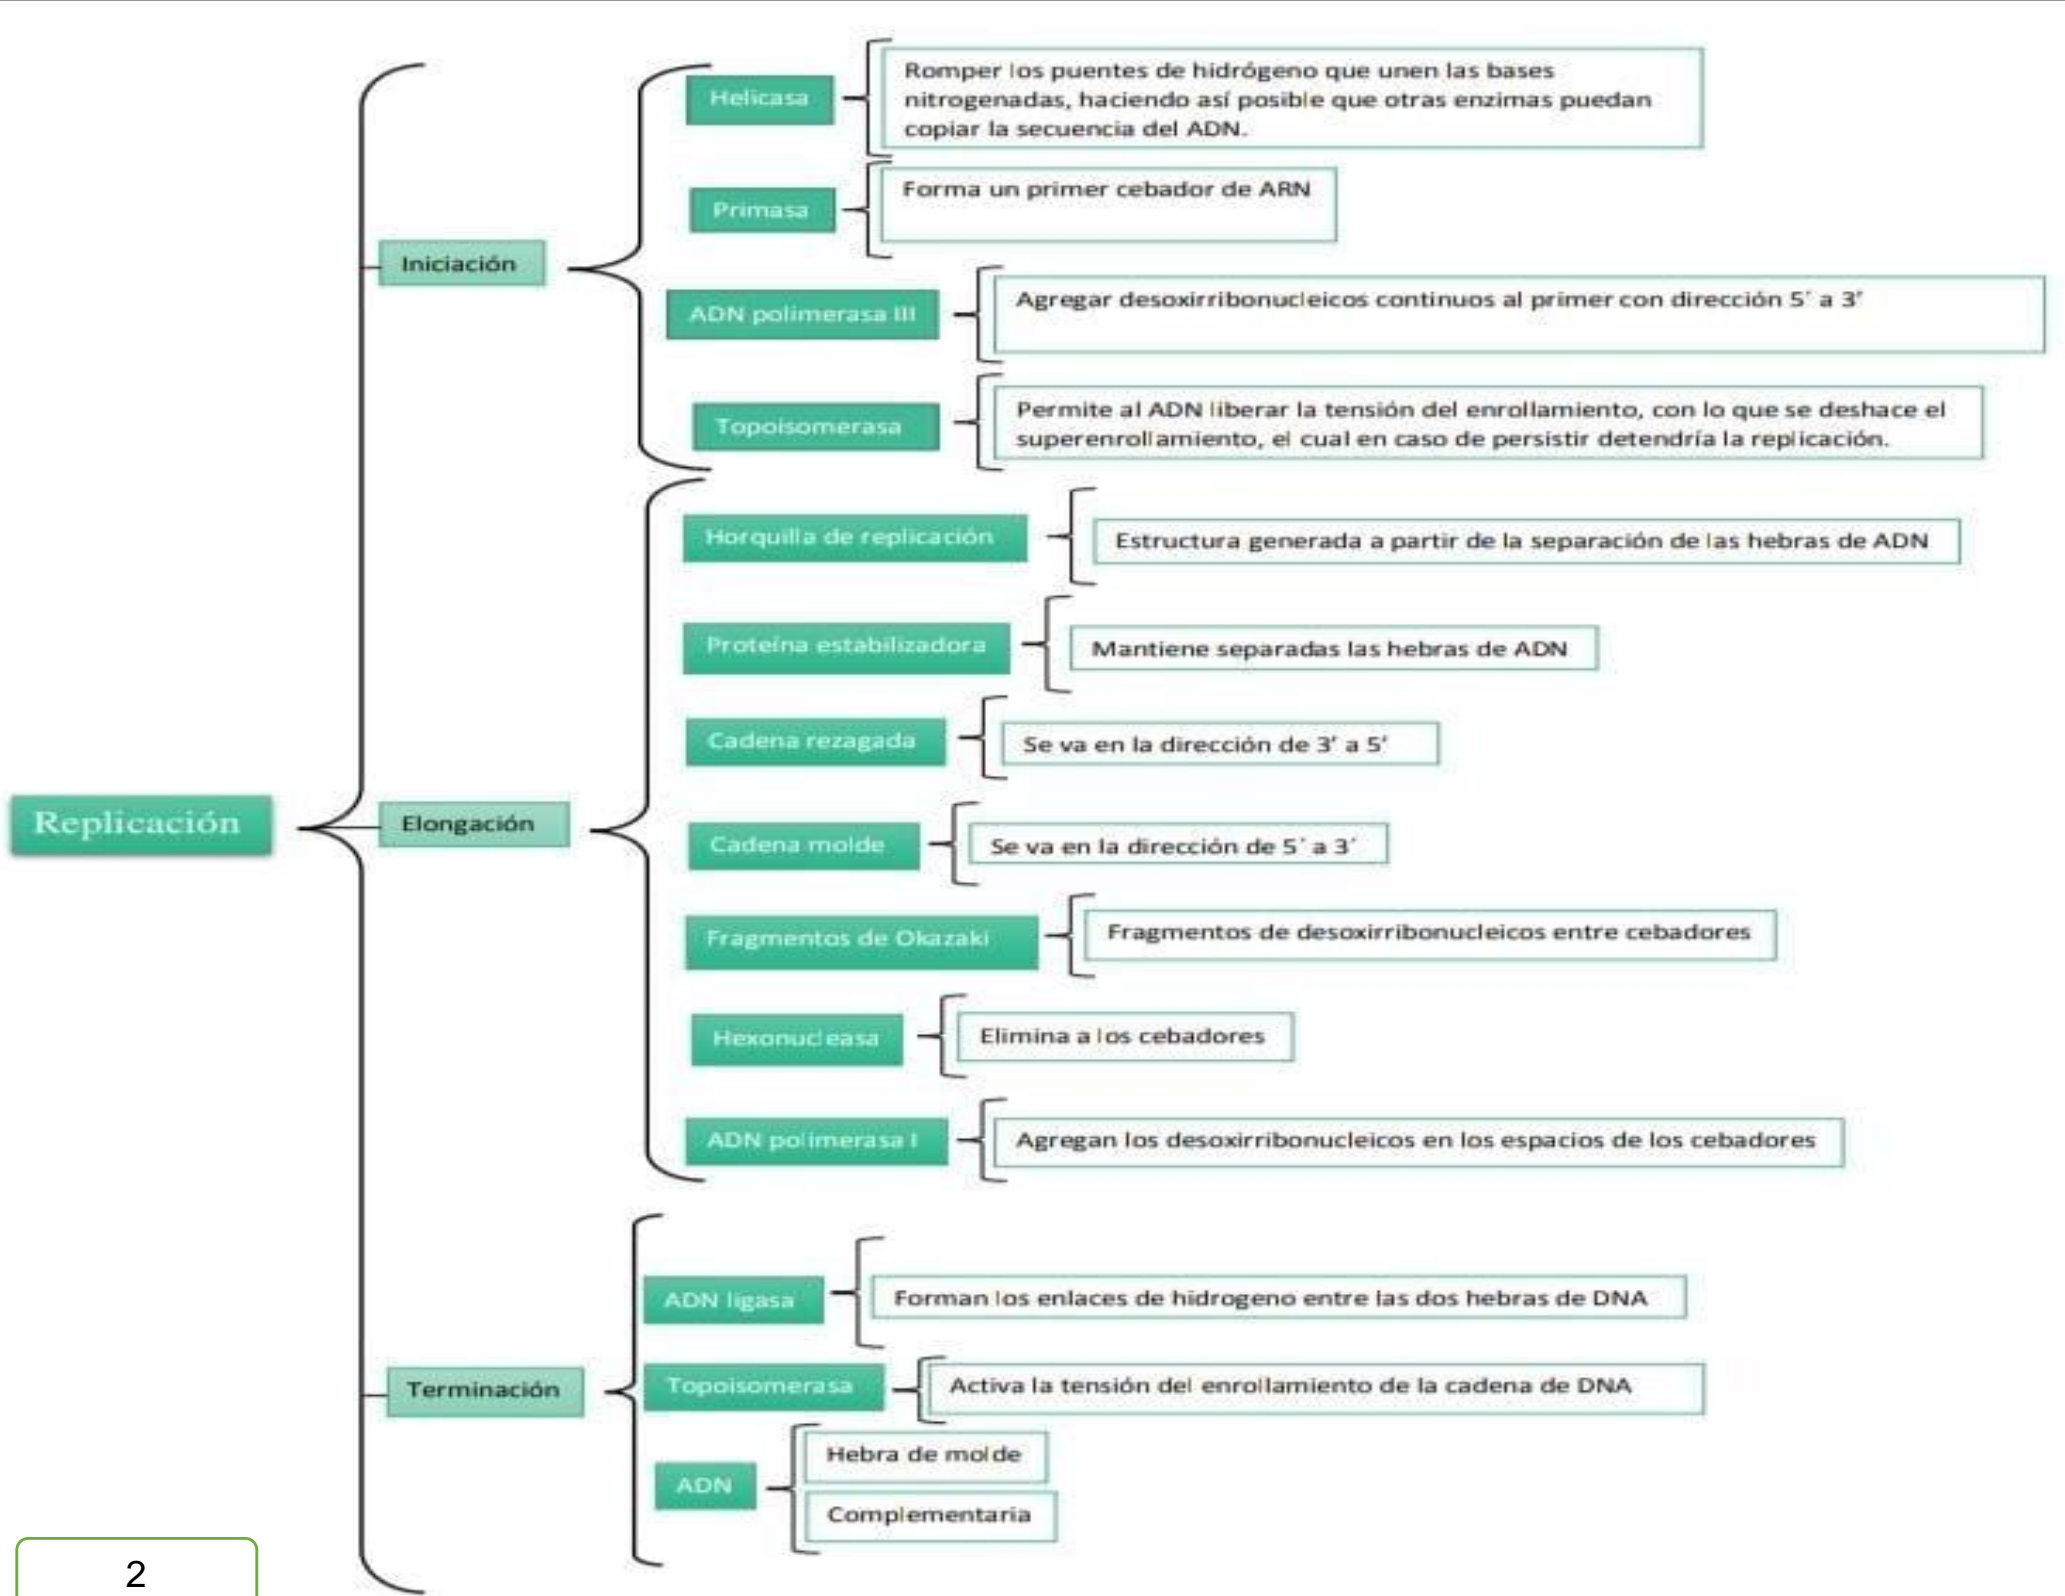 Replicación
Iniciación
Helicasa
Romper los puentes de hidrógeno que unen las bases
nitrogenadas, haciendo así posible que otras enzimas puedan
copiar la secuencia del ADN.
Primasa
Forma un primer cebador de ARN
ADN polimerasa III
Agregar desoxirribonucleicos continuos al primer con dirección 5´ a 3’
Topoisomerasa
Permite al ADN liberar la tensión del enrollamiento, con lo que se deshace el
superenrollamiento, el cual en caso de persistir detendría la replicación.
Elongación
Horquilla de replicación
Estructura generada a partir de la separación de las hebras de ADN
Proteína estabilizadora
Mantiene separadas las hebras de ADN
Cadena rezagada
Se va en la dirección de 3’ a 5’
Cadena molde
Se va en la dirección de 5´ a 3´
Fragmentos de Okazaki
Fragmentos de desoxirribonucleicos entre cebadores
Hexonucleasa
Elimina a los cebadores
ADN polimerasa I
Agregan los desoxirribonucleicos en los espacios de los cebadores
Terminación
ADN ligasa
Forman los enlaces de hidrogeno entre las dos hebras de DNA
Topoisomerasa
Activa la tensión del enrollamiento de la cadena de DNA
ADN
Hebra de molde
Complementaria
2